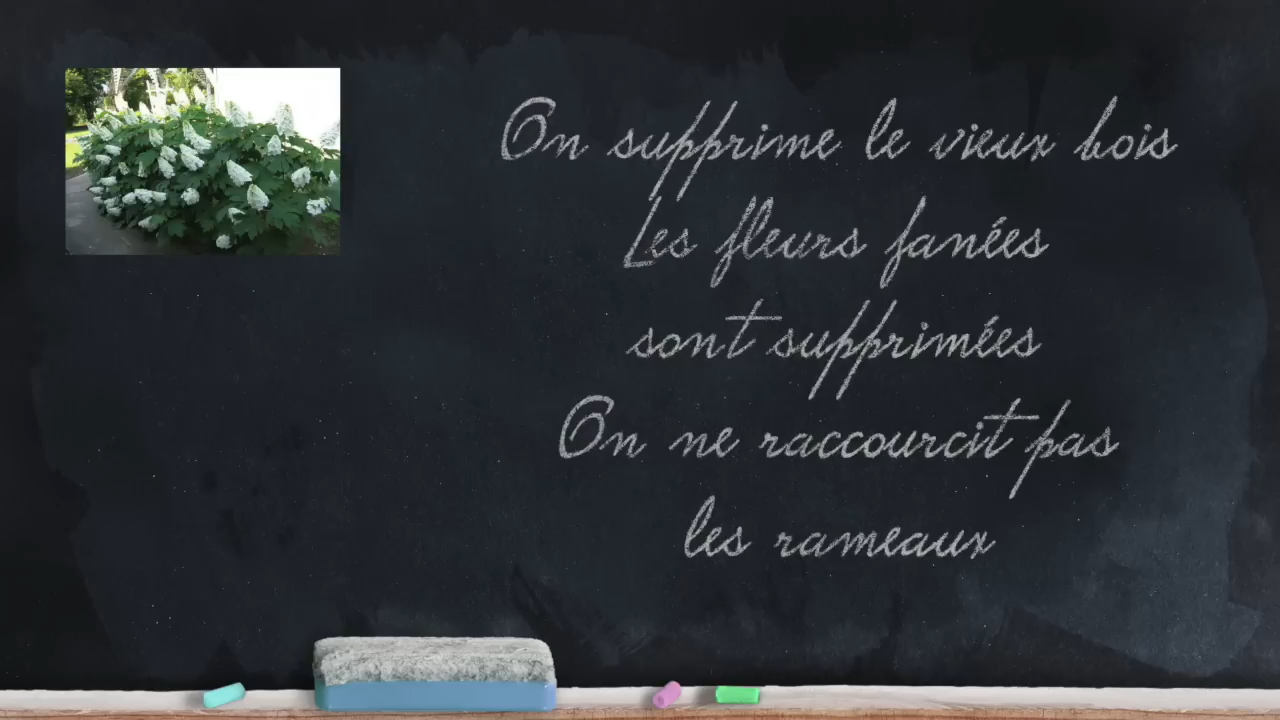 On supprime le vieux bois
Les fleurs fanées
sont supprimées
On ne raccourcit pas
les rameaux